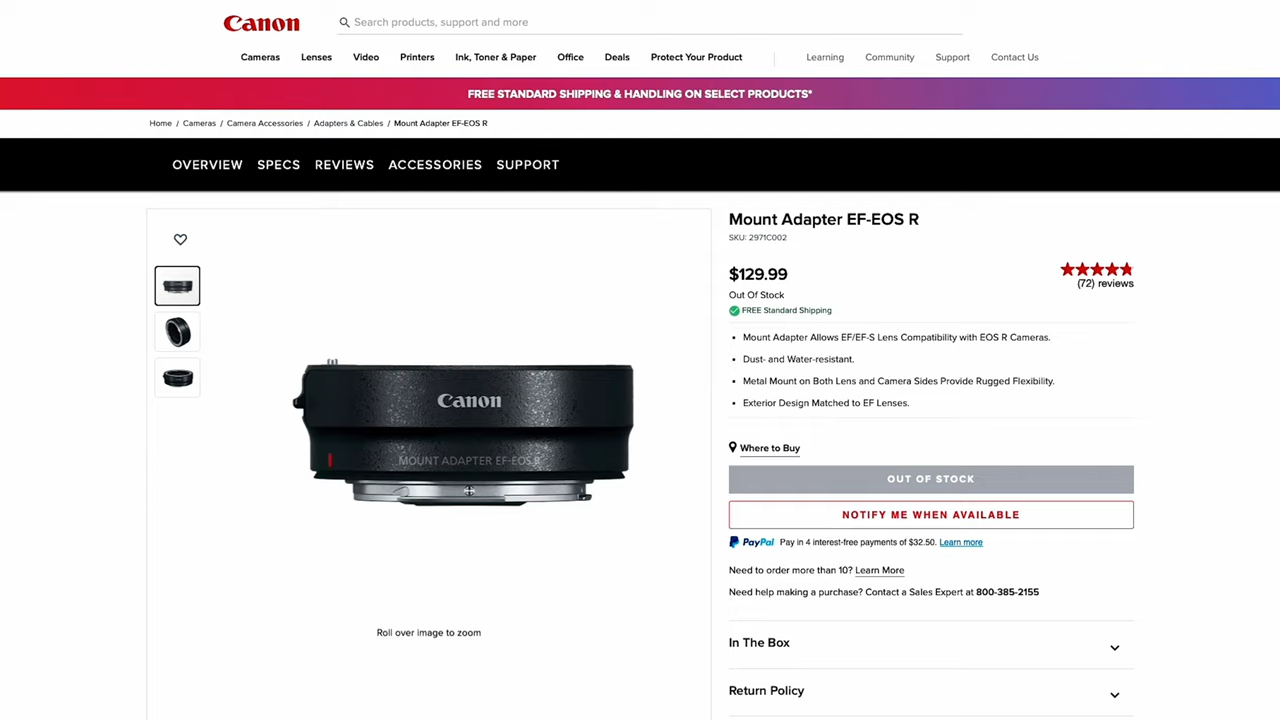 Canon
Search products, support and more
Cameras Lenses Video Printers Ink, Toner & Paper Office Deals Protect Your Product Learning Community Support Contact Us
FREE STANDARD SHIPPING & HANDLING ON SELECT PRODUCTS*
Home / Cameras / Camera Accessories / Adapters & Cables / Mount Adapter EF-EOS R
OVERVIEW SPECS REVIEWS ACCESSORIES SUPPORT
Canon
MOUNT ADAPTER EF-EOS R
Roll over image to zoom
Mount Adapter EF-EOS R
SKU: 2971C002
$129.99
(72) reviews
Out Of Stock
FREE Standard Shipping
• Mount Adapter Allows EF/EF-S Lens Compatibility with EOS R Cameras.
• Dust- and Water-resistant.
• Metal Mount on Both Lens and Camera Sides Provide Rugged Flexibility.
• Exterior Design Matched to EF Lenses.
Where to Buy
OUT OF STOCK
NOTIFY ME WHEN AVAILABLE
PayPal Pay in 4 interest-free payments of $32.50. Learn more
Need to order more than 10? Learn More
Need help making a purchase? Contact a Sales Expert at 800-385-2155
In The Box
Return Policy